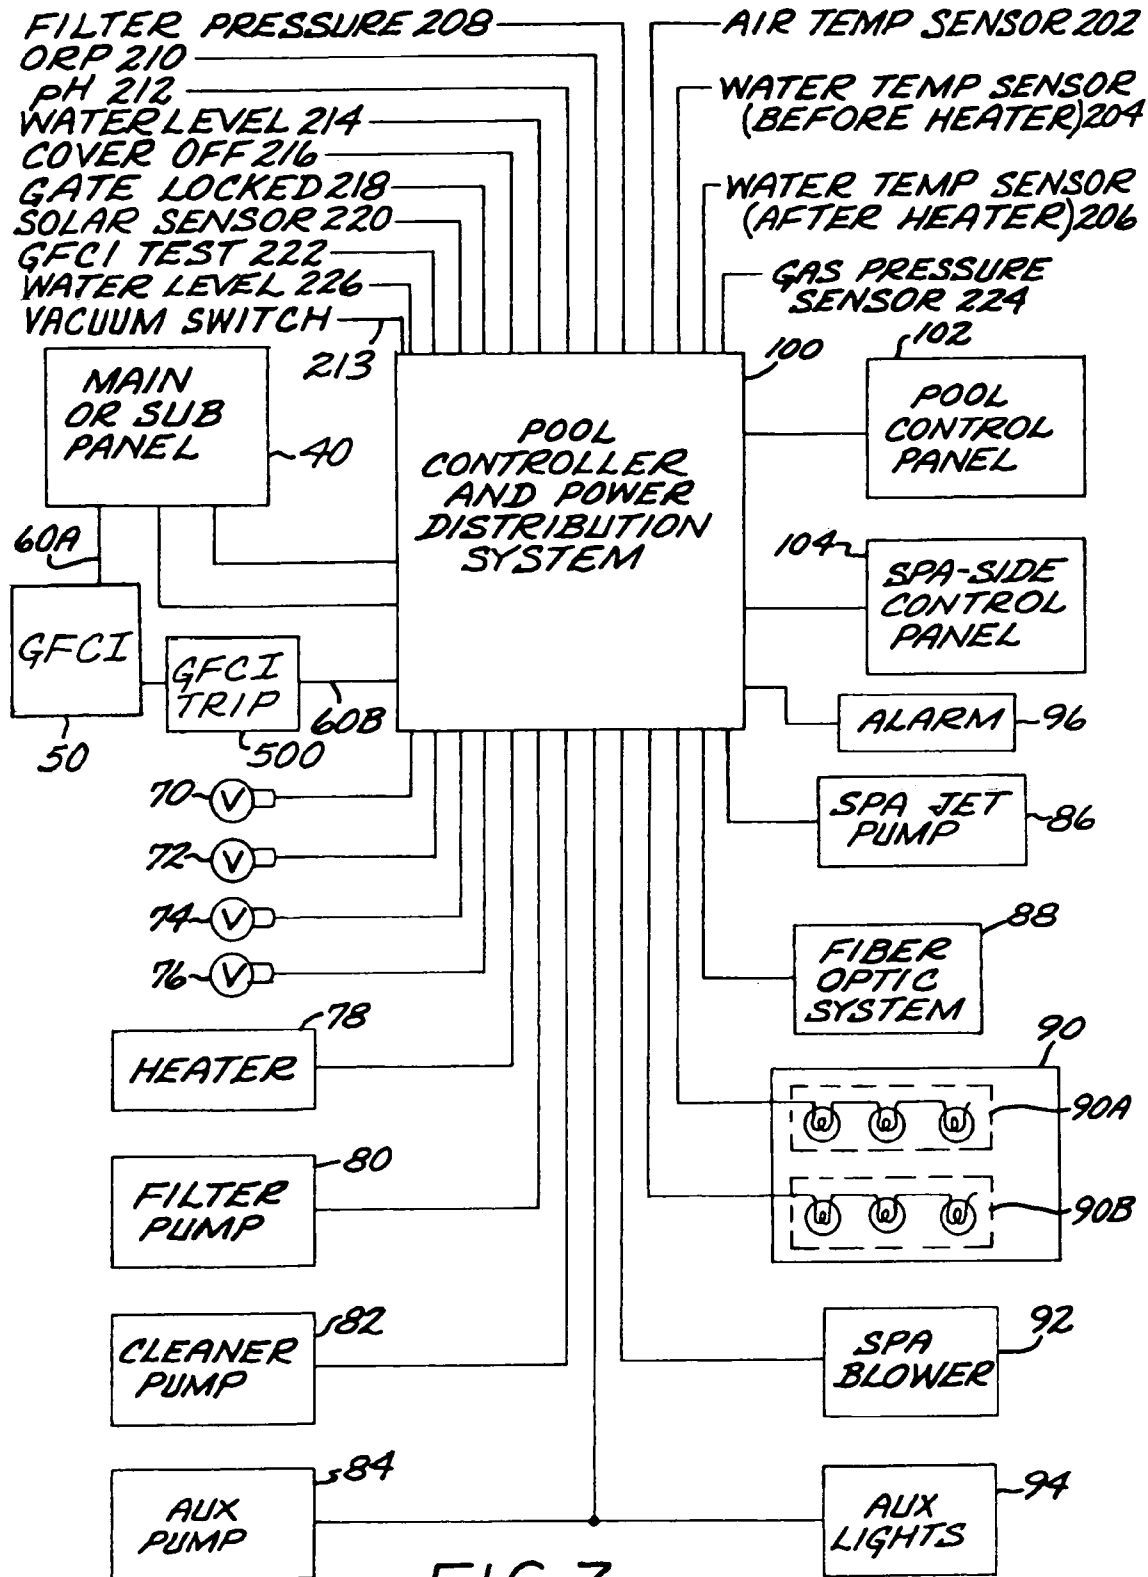 FILTER PRESSURE 208
ORP 210
pH 212
WATER LEVEL 214
COVER OFF 216
GATE LOCKED 218
SOLAR SENSOR 220
GFCI TEST 222
WATER LEVEL 226
VACUUM SWITCH
213
AIR TEMP SENSOR 202
WATER TEMP SENSOR
(BEFORE HEATER) 204
WATER TEMP SENSOR
(AFTER HEATER) 206
GAS PRESSURE
SENSOR 224
MAIN
OR SUB
PANEL
40
100
POOL
CONTROLLER
AND POWER
DISTRIBUTION
SYSTEM
102
POOL
CONTROL
PANEL
104
SPA-SIDE
CONTROL
PANEL
60A
GFCI
50
GFCI
TRIP
500
60B
ALARM
96
70
V
72
V
74
V
76
V
SPA JET
PUMP
86
88
FIBER
OPTIC
SYSTEM
78
HEATER
90
90A
90B
80
FILTER
PUMP
82
CLEANER
PUMP
92
SPA
BLOWER
84
AUX
PUMP
94
AUX
LIGHTS